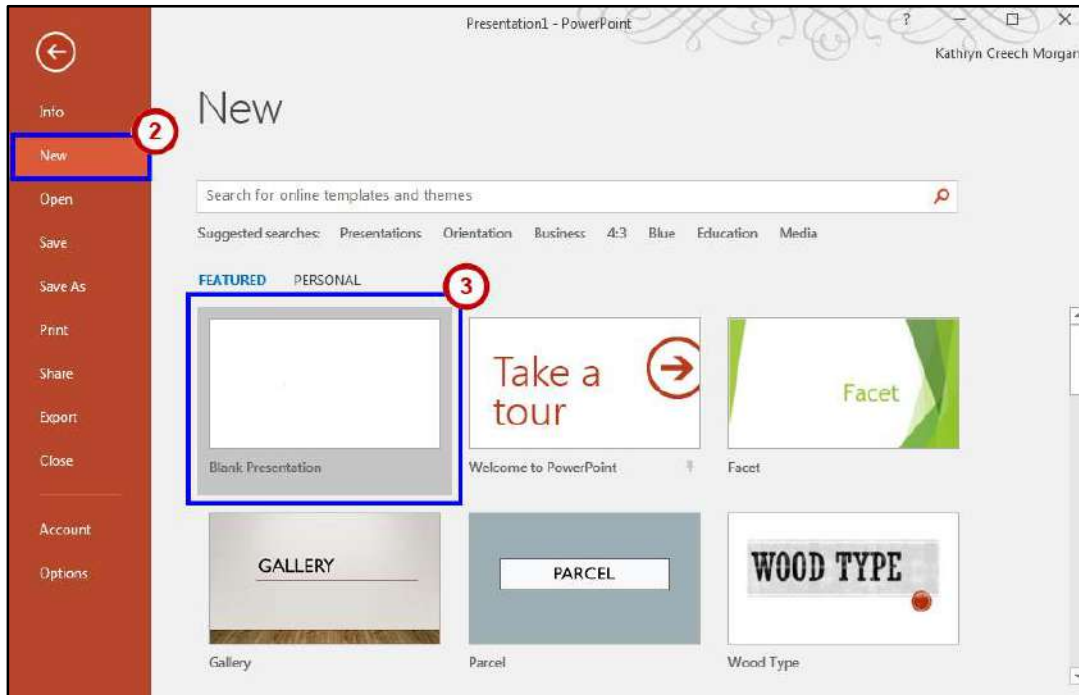 Presentation1 - PowerPoint
?
Kathryn Creech Morgan
Info
2
New
Open
Save
Save As
Print
Share
Export
Close
Account
Options
New
Search for online templates and themes
Suggested searches: Presentations Orientation Business 4:3 Blue Education Media
FEATURED PERSONAL
3
Take a
tour
Facet
Blank Presentation Welcome to PowerPoint Facet
GALLERY
PARCEL
WOOD TYPE
Gallery Parcel Wood Type